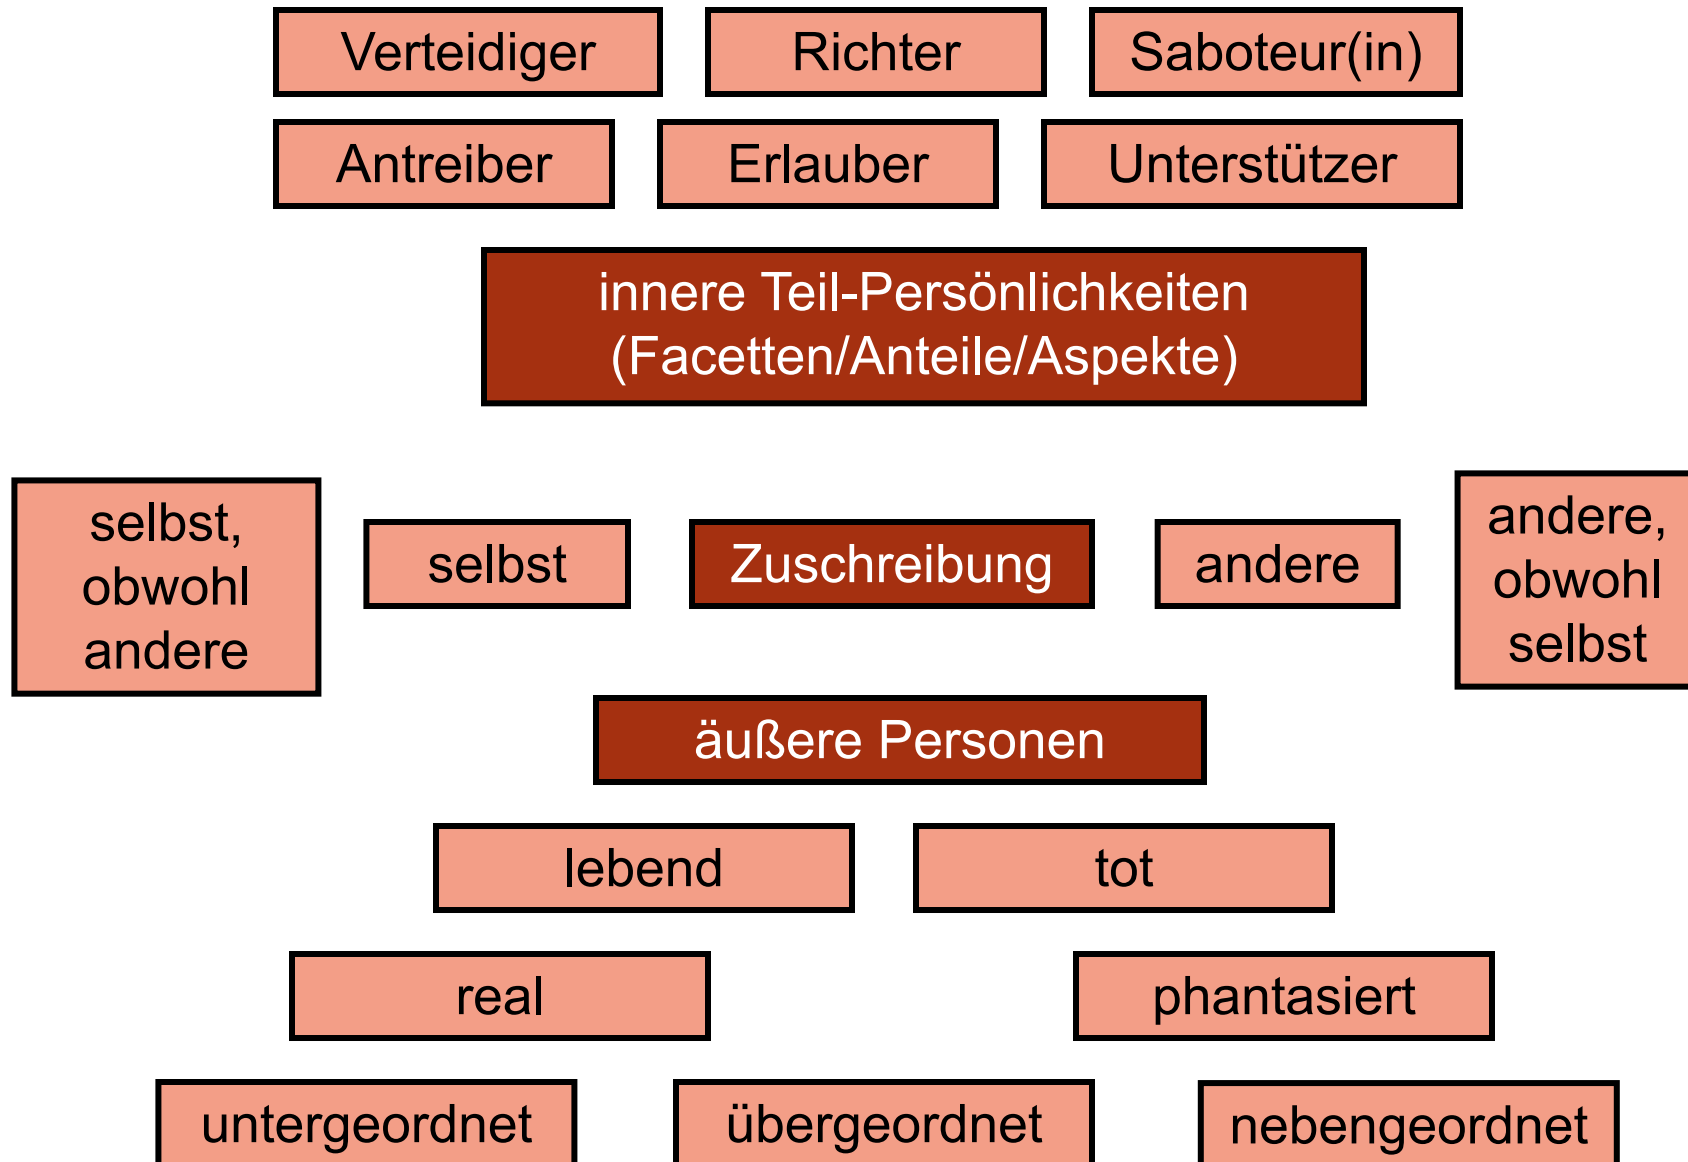 Verteidiger
Richter
Saboteur(in)
Antreiber
Erlauber
Unterstützer
innere Teil-Persönlichkeiten
(Facetten/Anteile/Aspekte)
selbst,
obwohl
andere
selbst
Zuschreibung
andere
andere,
obwohl
selbst
äußere Personen
lebend
tot
real
phantasiert
untergeordnet
übergeordnet
nebengeordnet